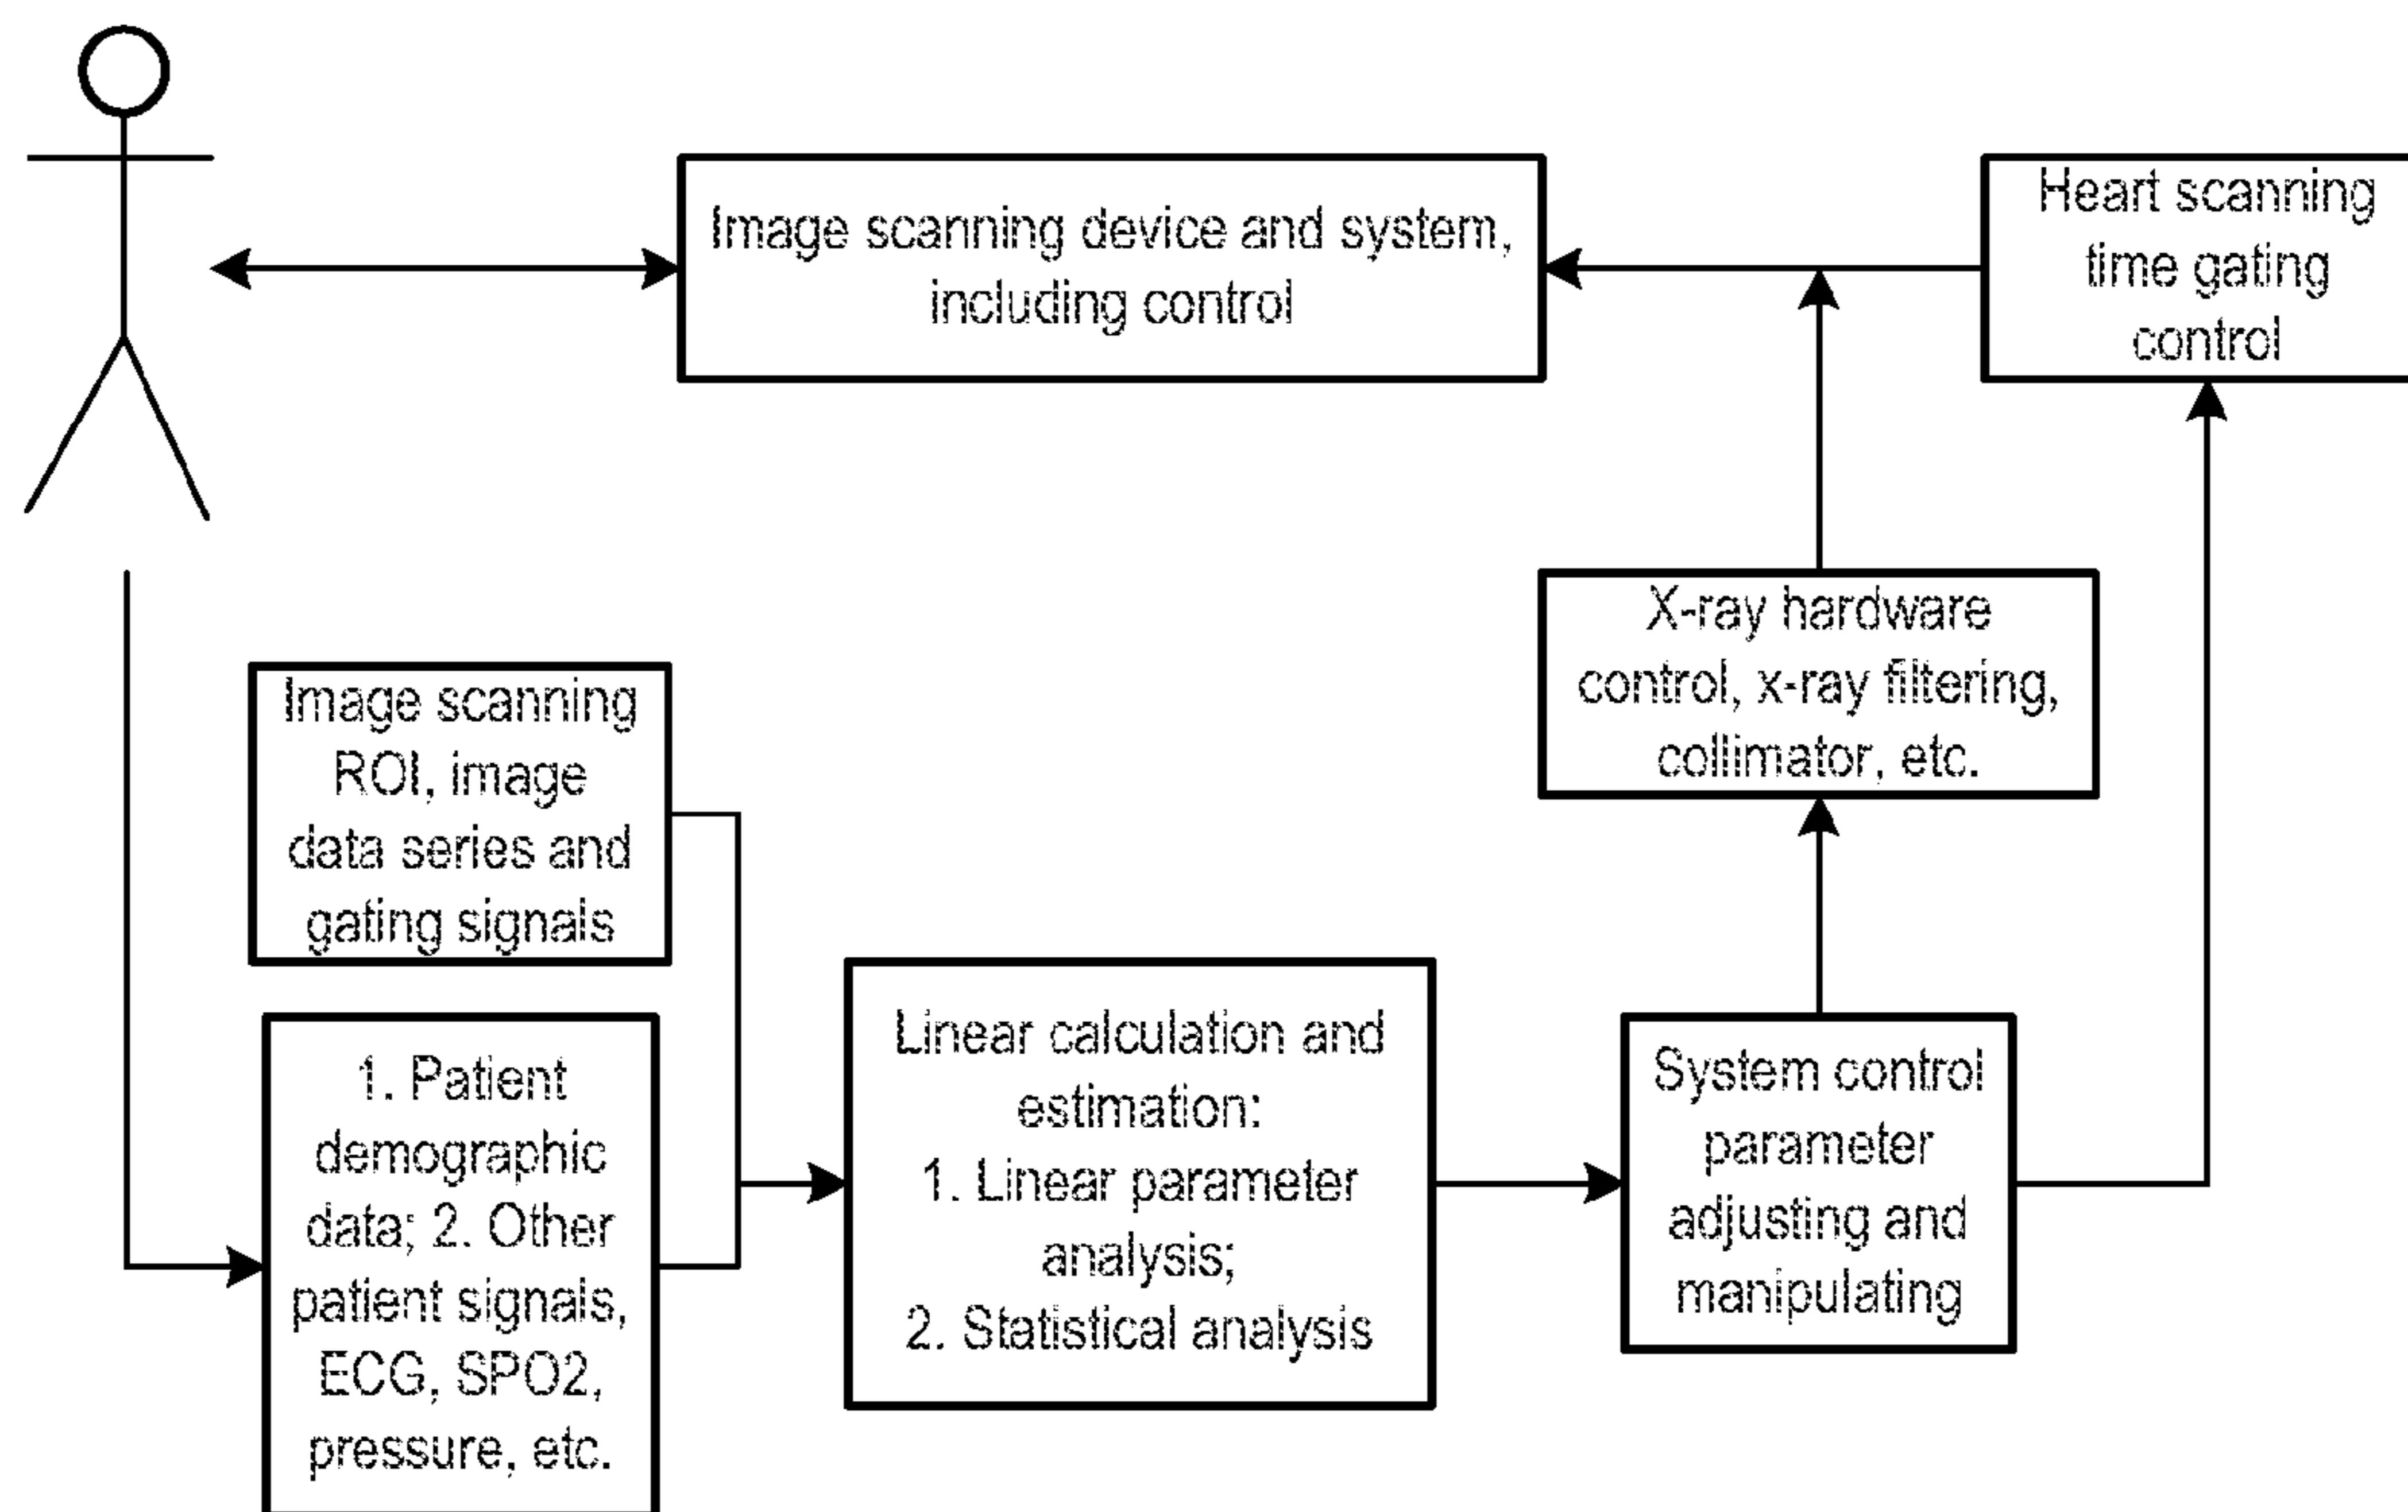 Image scanning device and system,
including control
Heart scanning
time gating
control
X-ray hardware
control, x-ray filtering,
collimator, etc.
Image scanning
ROI, image
data series and
gating signals
1. Patient
demographic
data; 2. Other
patient signals,
ECG, SPO2,
pressure, etc.
Linear calculation and
estimation:
1. Linear parameter
analysis;
2. Statistical analysis
System control
parameter
adjusting and
manipulating